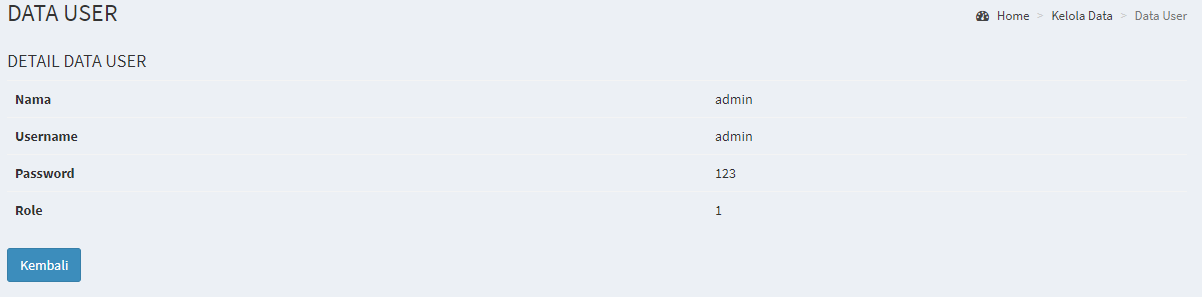 DATA USER
Home > Kelola Data > Data User
DETAIL DATA USER
Nama admin
Username admin
Password 123
Role 1
Kembali